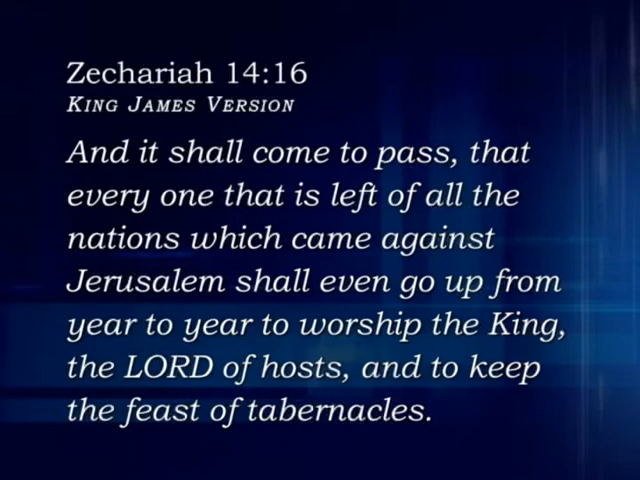 Zechariah 14:16
King James Version
And it shall come to pass, that
every one that is left of all the
nations which came against
Jerusalem shall even go up from
year to year to worship the King,
the LORD of hosts, and to keep
the feast of tabernacles.